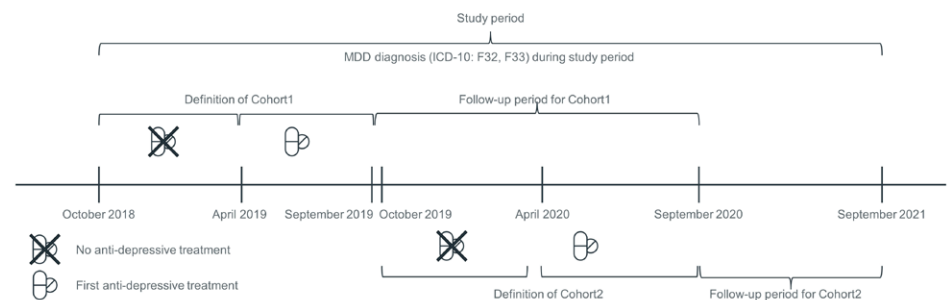 Study period
MDD diagnosis (ICD-10: F32, F33) during study period
Definition of Cohort1
Follow-up period for Cohort1
October 2018
April 2019
September 2019
October 2019
April 2020
September 2020
September 2021
No anti-depressive treatment
First anti-depressive treatment
Definition of Cohort2
Follow-up period for Cohort2